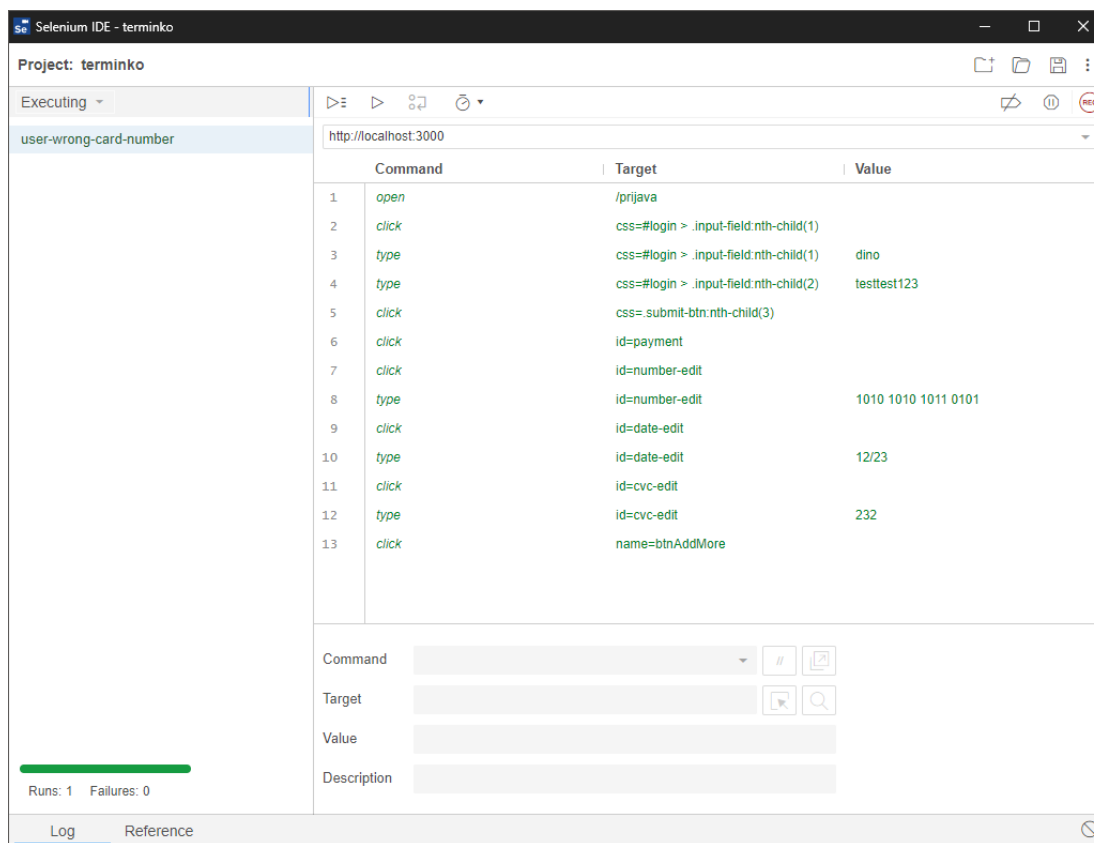 Selenium IDE - terminko
Project: terminko
Executing
user-wrong-card-number
REC
http://localhost:3000
Command Target Value
1 open /prijava
2 click css=#login > .input-field:nth-child(1)
3 type css=#login > .input-field:nth-child(1) dino
4 type css=#login > .input-field:nth-child(2) testtest123
5 click css=.submit-btn:nth-child(3)
6 click id=payment
7 click id=number-edit
8 type id=number-edit 1010 1010 1011 0101
9 click id=date-edit
10 type id=date-edit 12/23
11 click id=cvc-edit
12 type id=cvc-edit 232
13 click name=btnAddMore
Command //
Target
Value
Description
Runs: 1 Failures: 0
Log Reference